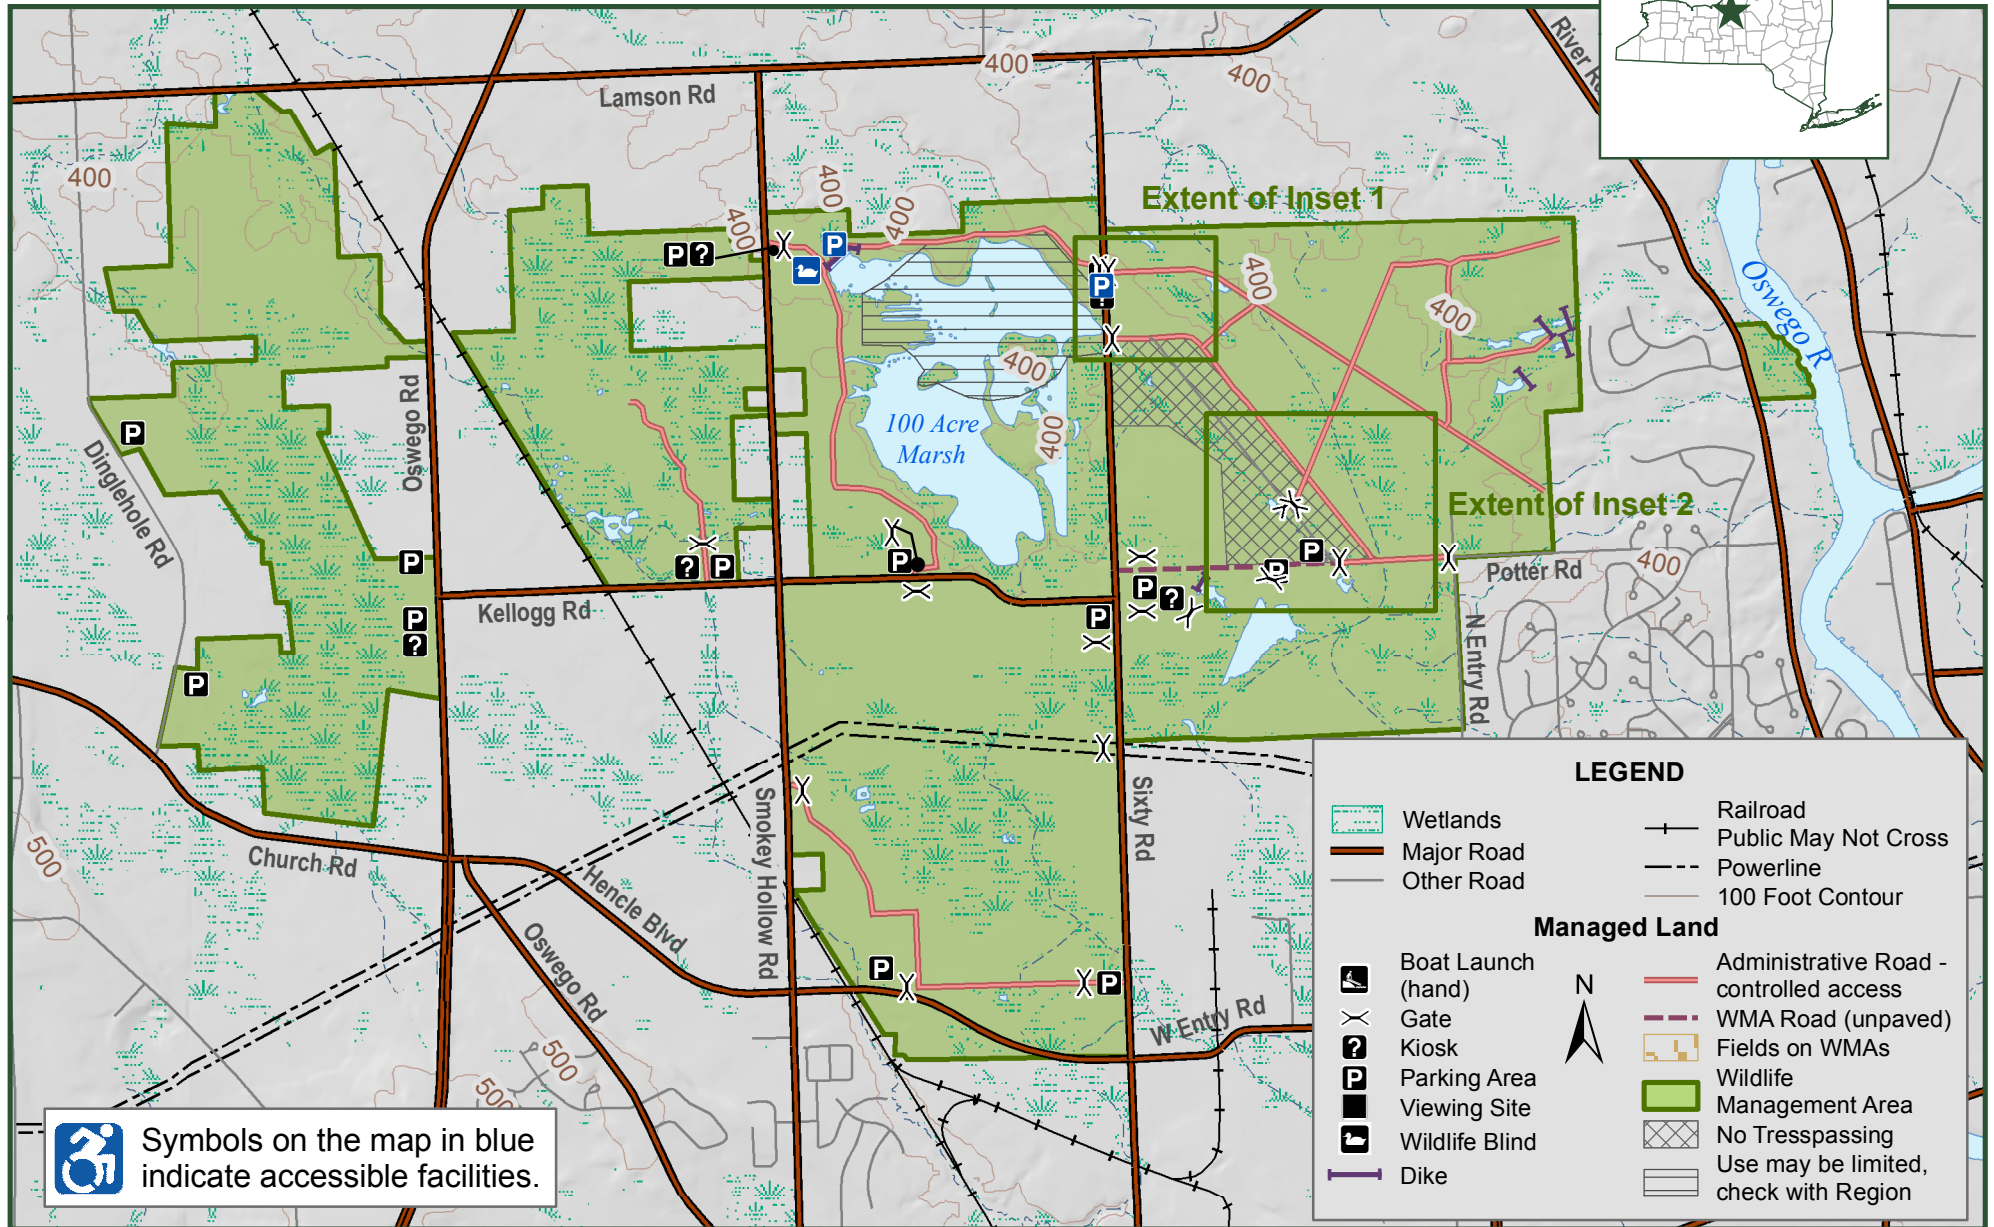 400
Lamson Rd
400
River Rd
400
400
400
400
Extent of Inset 1
P ?
P
P
400
400
Oswego R
400
100 Acre
Marsh
400
Oswego Rd
P
Dinglehole Rd
Extent of Inset 2
P
? P
P
P
P
Potter Rd
400
Kellogg Rd
P
?
P ?
P
N Entry Rd
P
Smokey Hollow Rd
Sixty Rd
500
Church Rd
Hencle Blvd
Oswego Rd
P
P
W Entry Rd
500
500
LEGEND
Wetlands
Major Road
Other Road
Railroad
Public May Not Cross
Powerline
100 Foot Contour
Managed Land
Boat Launch
(hand)
Gate
? Kiosk
P Parking Area
Viewing Site
Wildlife Blind
Dike
N
Administrative Road -
controlled access
WMA Road (unpaved)
Fields on WMAs
Wildlife
Management Area
No Tresspassing
Use may be limited,
check with Region
Symbols on the map in blue
indicate accessible facilities.